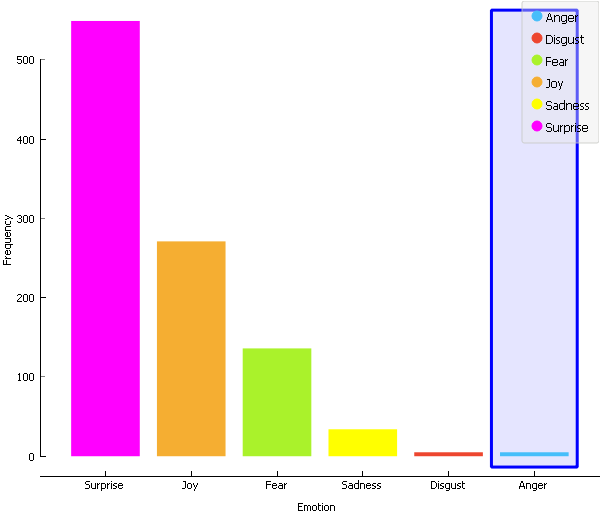 Anger
Disgust
Fear
Joy
Sadness
Surprise
500
400
300
200
100
0
Frequency
Surprise Joy Fear Sadness Disgust Anger
Emotion